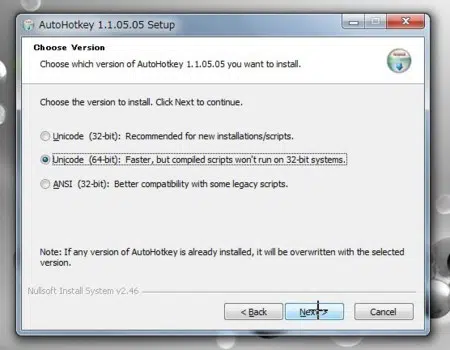 AutoHotkey 1.1.05.05 Setup
Choose Version
Choose which version of AutoHotkey 1.1.05.05 you want to install.
Choose the version to install. Click Next to continue.
Unicode (32-bit): Recommended for new installations/scripts.
Unicode (64-bit): Faster, but compiled scripts won't run on 32-bit systems.
ANSI (32-bit): Better compatibility with some legacy scripts.
Note: If any version of AutoHotkey is already installed, it will be overwritten with the selected
version.
Nullsoft Install System v2.46
< Back Next > Cancel